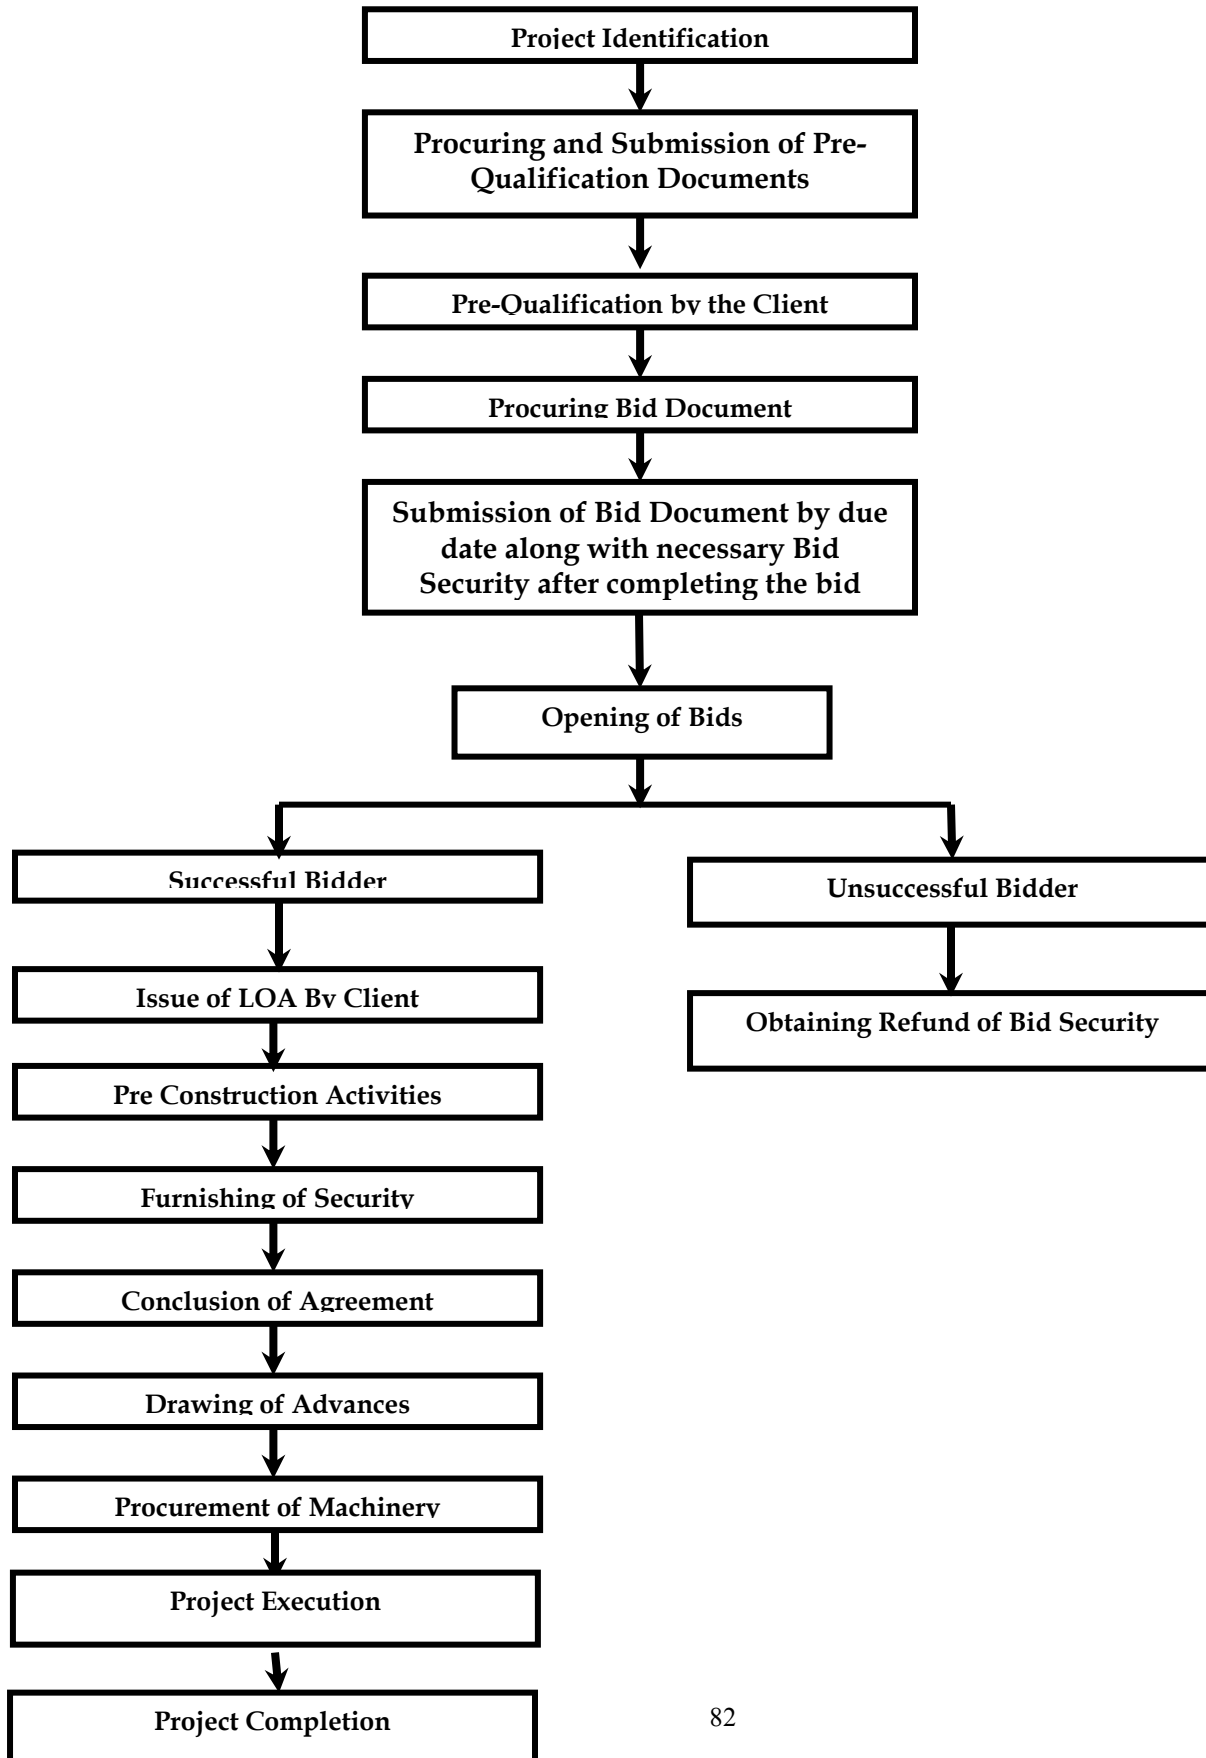 Project Identification
Procuring and Submission of Pre-
Qualification Documents
Pre-Qualification by the Client
Procuring Bid Document
Submission of Bid Document by due
date along with necessary Bid
Security after completing the bid
Opening of Bids
Successful Bidder
Unsuccessful Bidder
Issue of LOA By Client
Obtaining Refund of Bid Security
Pre Construction Activities
Furnishing of Security
Conclusion of Agreement
Drawing of Advances
Procurement of Machinery
Project Execution
Project Completion
82